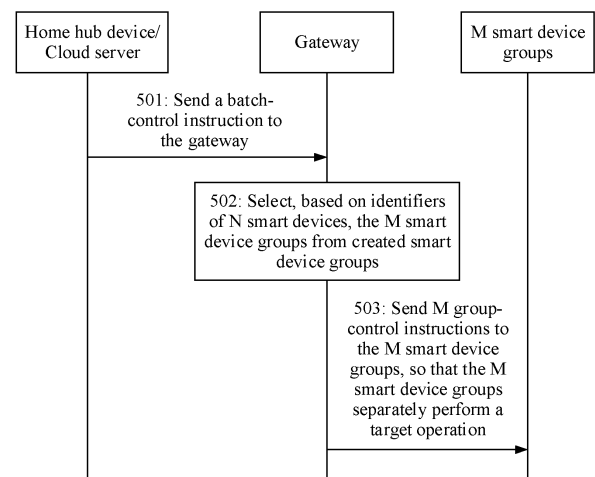 Home hub device/
Cloud server
Gateway
M smart device
groups
501: Send a batch-
control instruction to
the gateway
502: Select, based on identifiers
of N smart devices, the M smart
device groups from created smart
device groups
503: Send M group-
control instructions to
the M smart device
groups, so that the M
smart device groups
separately perform a
target operation